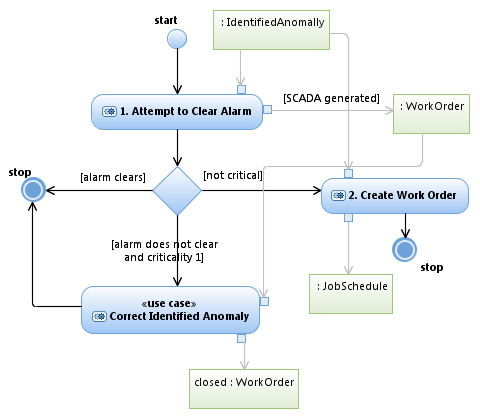 start
: IdentifiedAnomally
[SCADA generated]
: WorkOrder
1. Attempt to Clear Alarm
stop
[alarm clears]
[not critical]
2. Create Work Order
[alarm does not clear
and criticality 1]
stop
: JobSchedule
«use case»
Correct Identified Anomaly
closed : WorkOrder